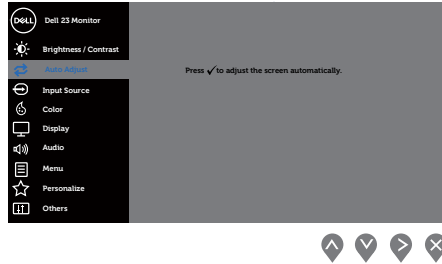 DELL
Dell 23 Monitor
Brightness / Contrast
Auto Adjust
Press ✓ to adjust the screen automatically.
Input Source
Color
Display
Audio
Menu
Personalize
Others